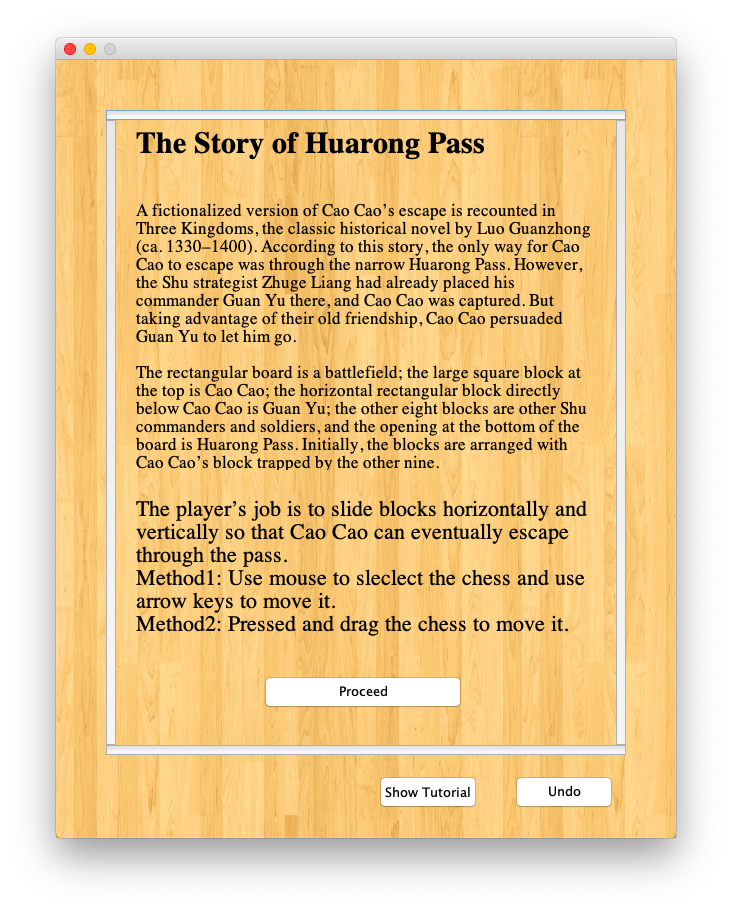 The Story of Huarong Pass
A fictionalized version of Cao Cao’s escape is recounted in
Three Kingdoms, the classic historical novel by Luo Guanzhong
(ca. 1330–1400). According to this story, the only way for Cao
Cao to escape was through the narrow Huarong Pass. However,
the Shu strategist Zhuge Liang had already placed his
commander Guan Yu there, and Cao Cao was captured. But
taking advantage of their old friendship, Cao Cao persuaded
Guan Yu to let him go.
The rectangular board is a battlefield; the large square block at
the top is Cao Cao; the horizontal rectangular block directly
below Cao Cao is Guan Yu; the other eight blocks are other Shu
commanders and soldiers, and the opening at the bottom of the
board is Huarong Pass. Initially, the blocks are arranged with
Cao Cao’s block trapped by the other nine.
The player’s job is to slide blocks horizontally and
vertically so that Cao Cao can eventually escape
through the pass.
Method1: Use mouse to sleclect the chess and use
arrow keys to move it.
Method2: Pressed and drag the chess to move it.
Proceed
Show Tutorial
Undo